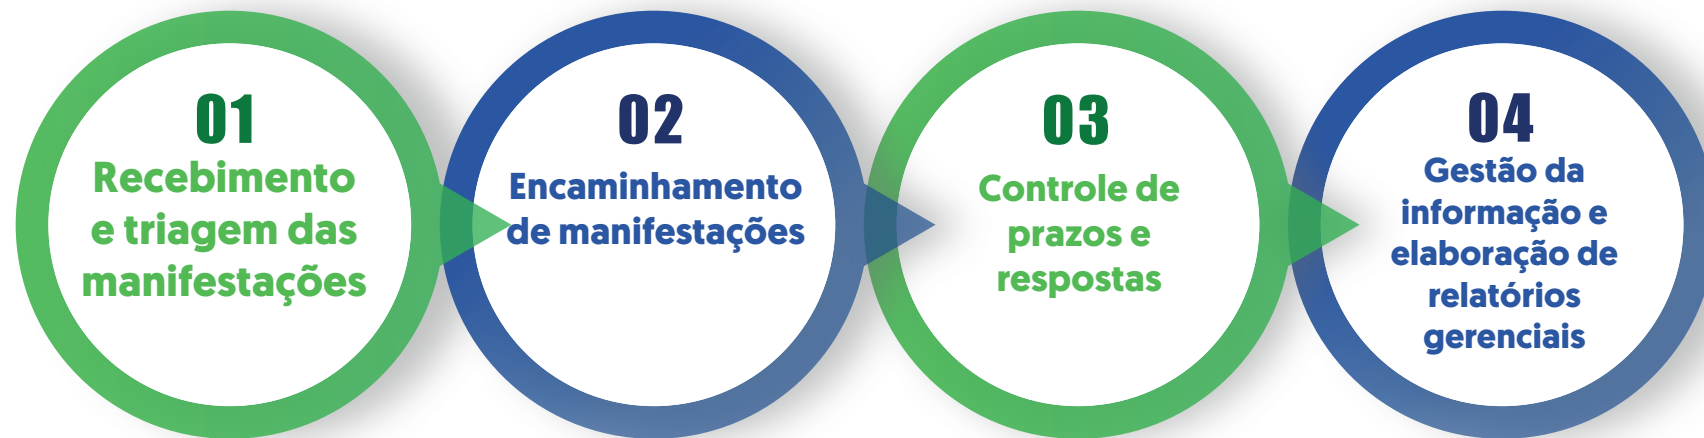 01
Recebimento
e triagem das
manifestações
02
Encaminhamento
de manifestações
03
Controle de
prazos e
respostas
04
Gestão da
informação e
elaboração de
relatórios
gerenciais